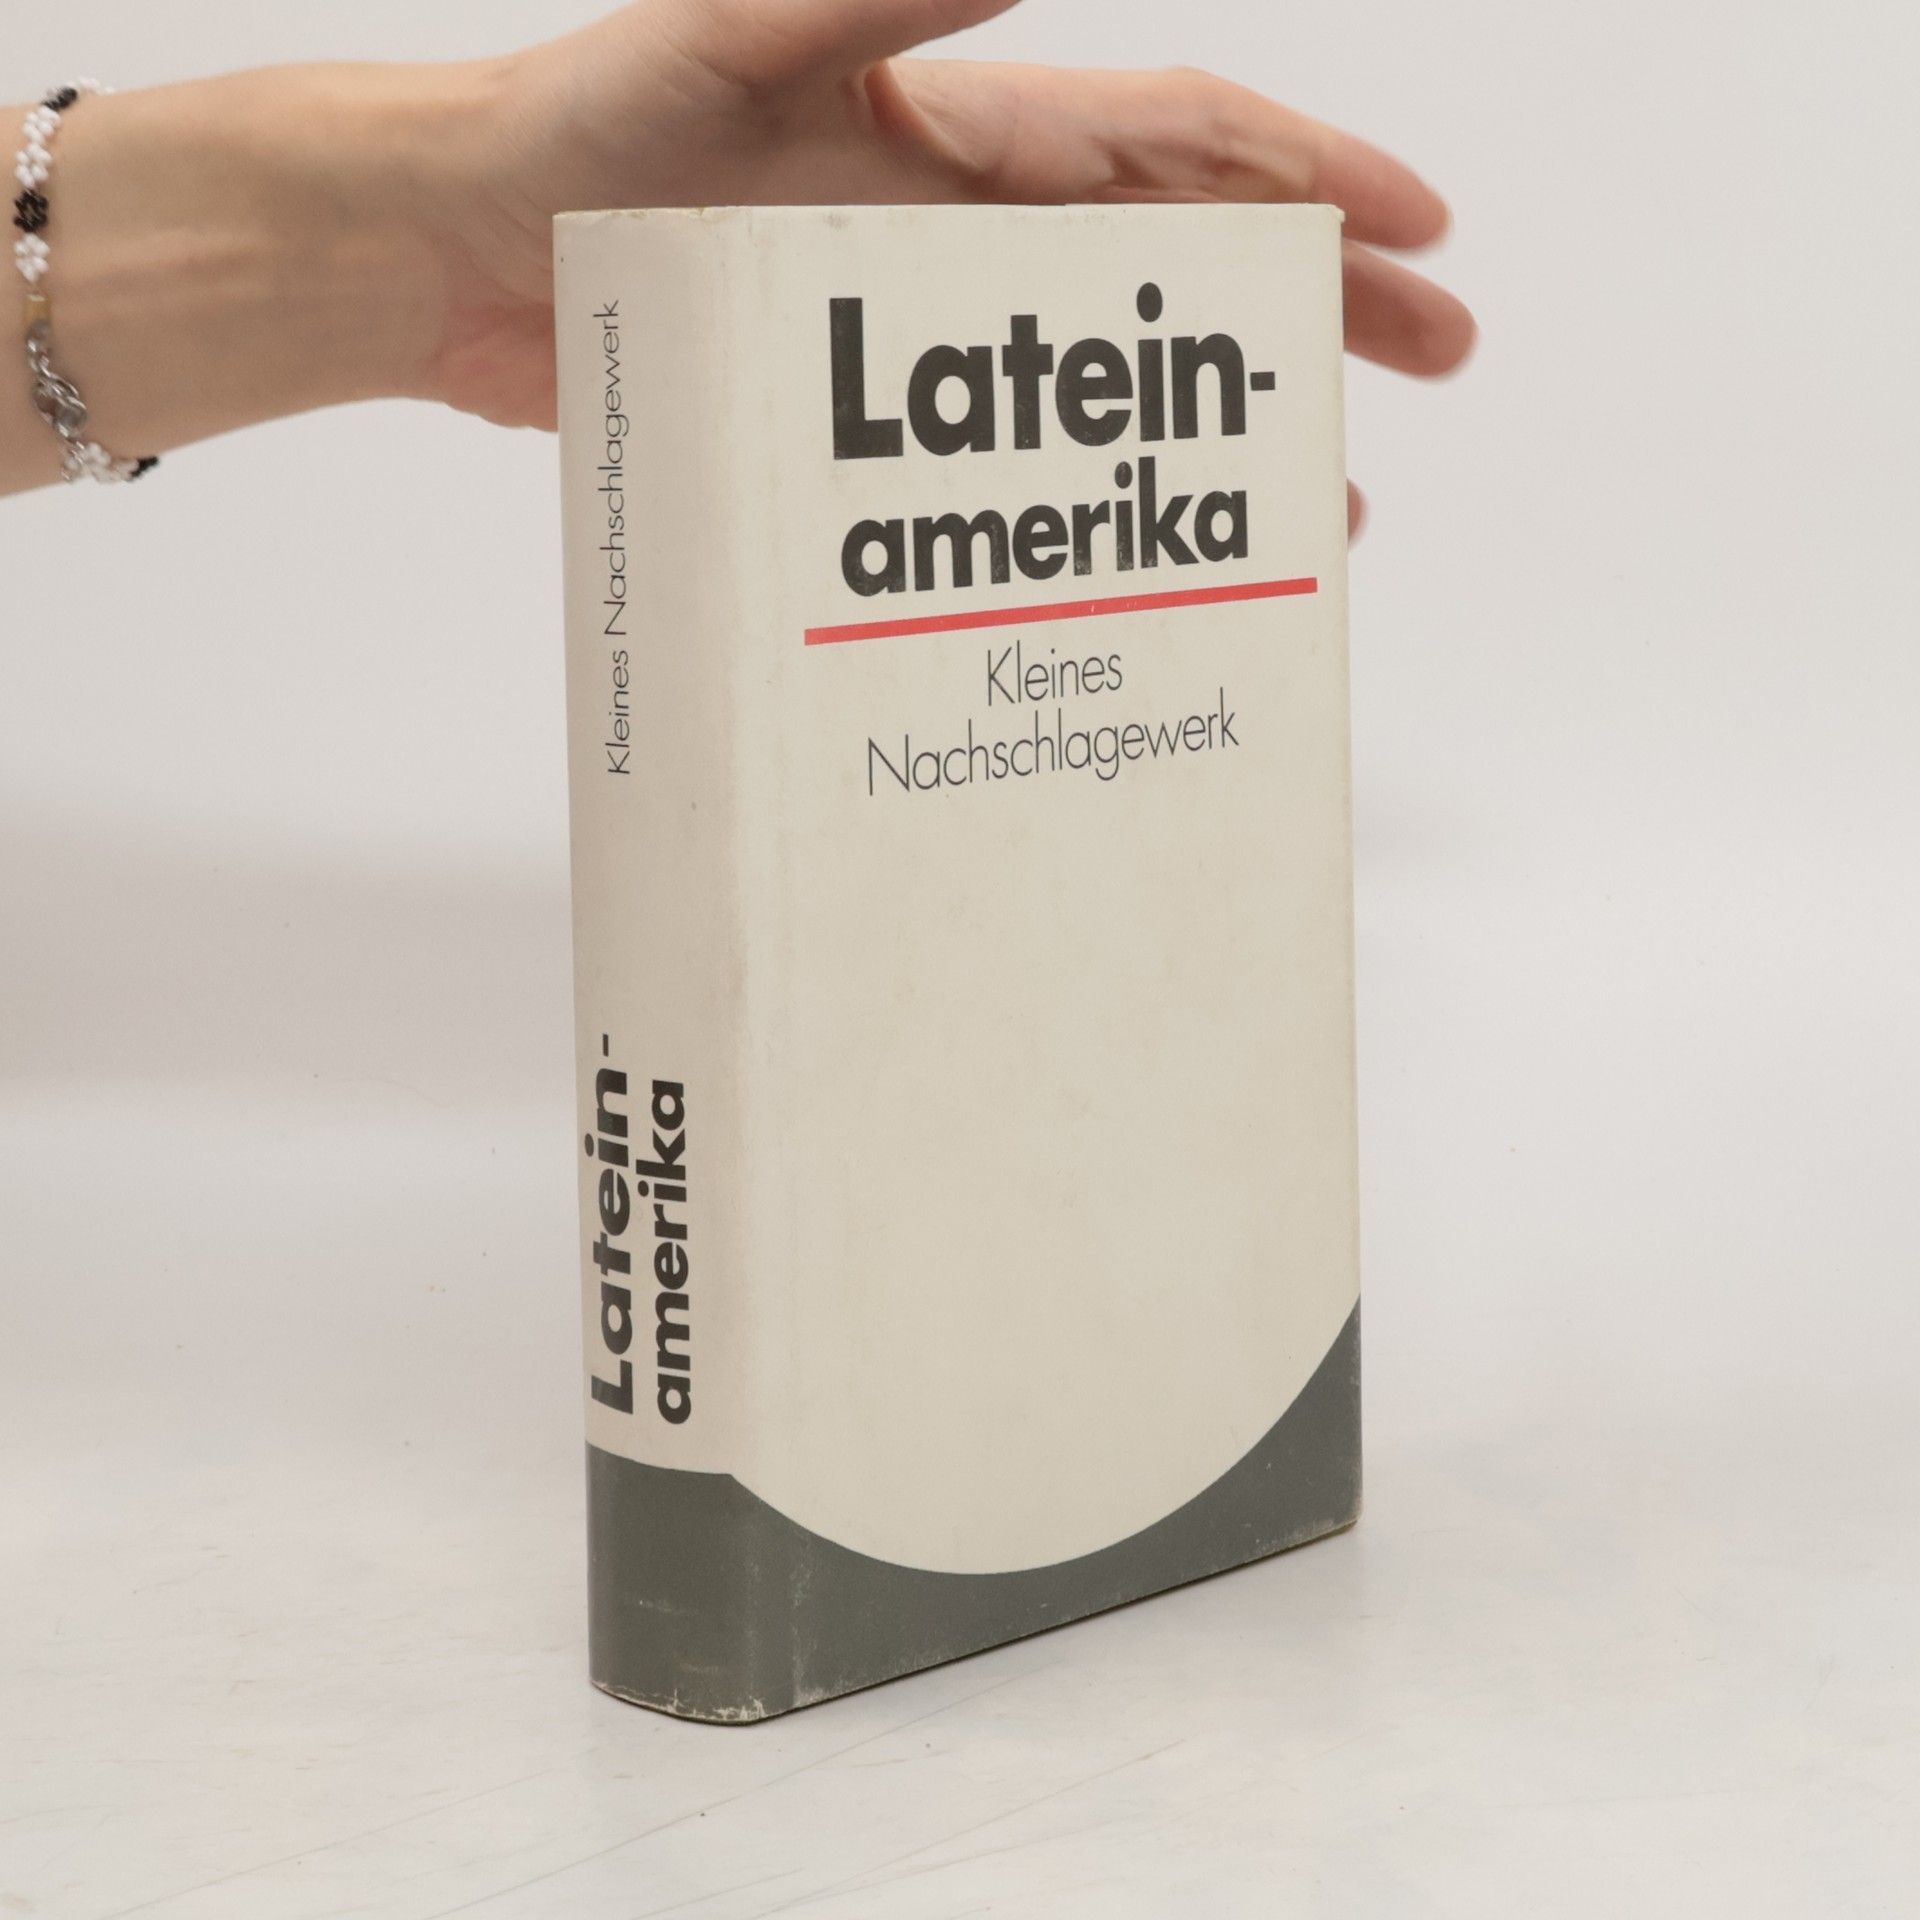 Latein-
amerika
Kleines
Nachschlagewerk
Kleines Nachschlagewerk
Latein-
amerika